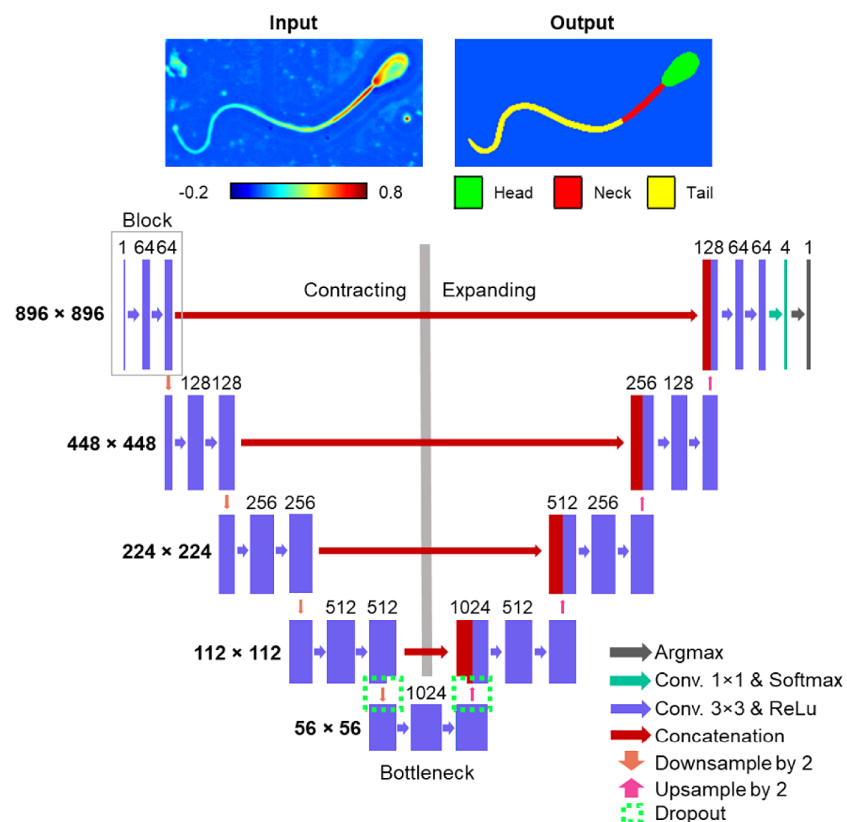 Input Output
-0.2 0.8 Head Neck Tail
Block
1 64 64 128 64 64 4 1
Contracting Expanding
896 × 896
128 128 256 128
448 × 448
256 256 512 256
224 × 224
512 512 1024 512
112 × 112
Argmax
Conv. 1×1 & Softmax
1024
Conv. 3×3 & ReLu
56 × 56
Concatenation
Downsample by 2
Bottleneck
Upsample by 2
Dropout